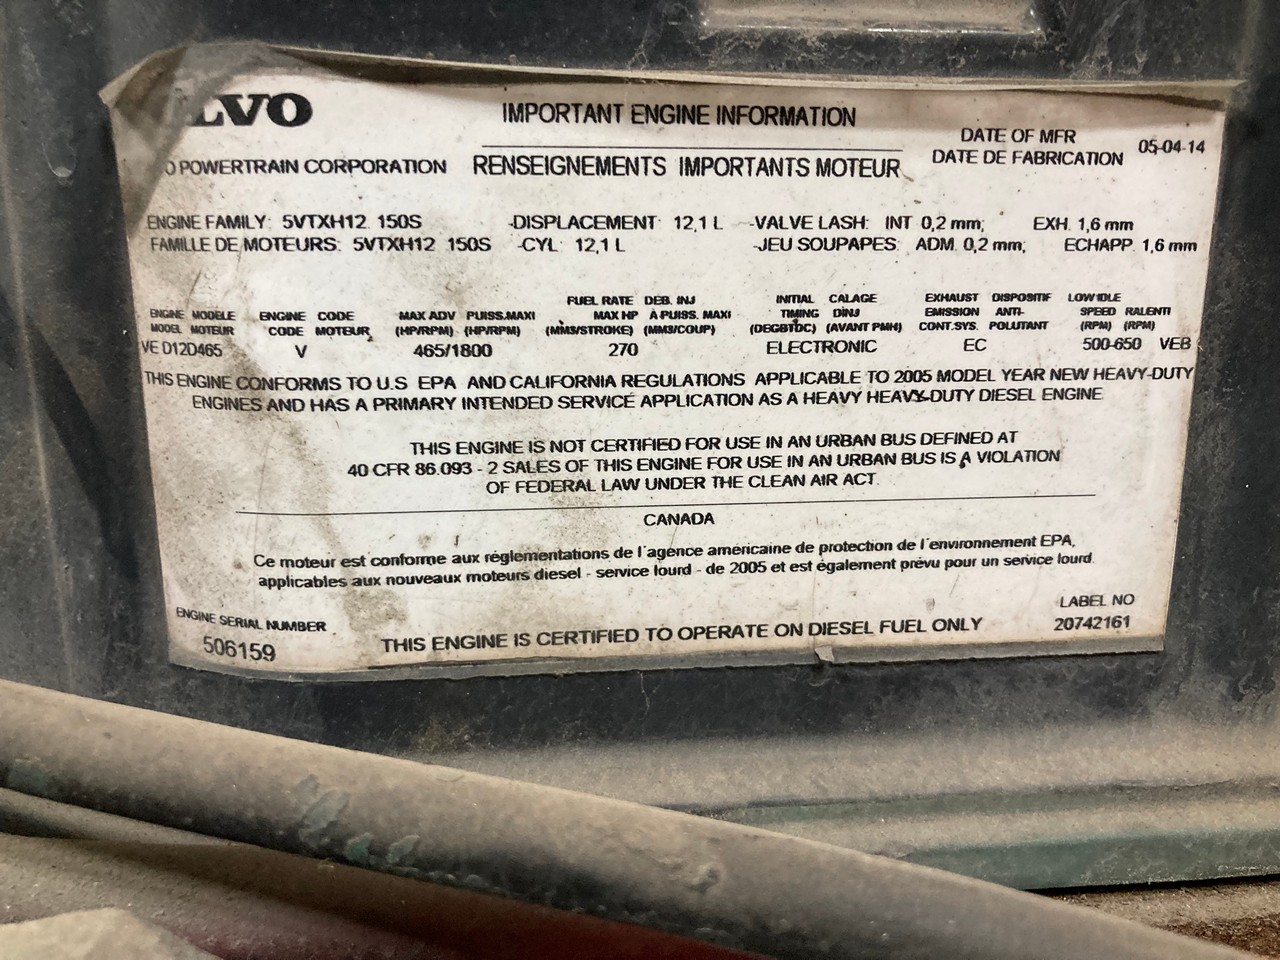 LVO
IMPORTANT ENGINE INFORMATION
DATE OF MFR
DATE DE FABRICATION 05-04-14
O POWERTRAIN CORPORATION RENSEIGNEMENTS IMPORTANTS MOTEUR
ENGINE FAMILY: 5VTXH12 150S -DISPLACEMENT 12,1 L -VALVE LASH: INT 0,2 mm; EXH. 1,6 mm
FAMILLE DE MOTEURS: 5VTXH12 150S -CYL 12,1 L -JEU SOUPAPES: ADM. 0,2 mm; ECHAPP. 1,6 mm
FUEL RATE DEB. INJ INITIAL CALAGE EXHAUST DISPOSITIF LOW IDLE
ENGINE MODÈLE ENGINE CODE MAX ADV PUISS.MAXI MAX HP À PUISS. MAXI TIMING D'INJ EMISSION ANTI- SPEED RALENTI
MODEL MOTEUR CODE MOTEUR (HP/RPM) (HP/RPM) (MM3/STROKE) (MM3/COUP) (DEGBTDC) (AVANT PMH) CONT.SYS. POLLUTANT (RPM) (RPM)
VE D12D465 V 465/1800 270 ELECTRONIC EC 500-650 VEB
THIS ENGINE CONFORMS TO U.S EPA AND CALIFORNIA REGULATIONS APPLICABLE TO 2005 MODEL YEAR NEW HEAVY-DUTY
ENGINES AND HAS A PRIMARY INTENDED SERVICE APPLICATION AS A HEAVY HEAVY-DUTY DIESEL ENGINE
THIS ENGINE IS NOT CERTIFIED FOR USE IN AN URBAN BUS DEFINED AT
40 CFR 86.093 - 2 SALES OF THIS ENGINE FOR USE IN AN URBAN BUS IS A VIOLATION
OF FEDERAL LAW UNDER THE CLEAN AIR ACT.
CANADA
Ce moteur est conforme aux réglementations de l'agence américaine de protection de l'environnement EPA,
applicables aux nouveaux moteurs diesel - service lourd - de 2005 et est également prévu pour un service lourd.
ENGINE SERIAL NUMBER
506159
THIS ENGINE IS CERTIFIED TO OPERATE ON DIESEL FUEL ONLY
LABEL NO
20742161